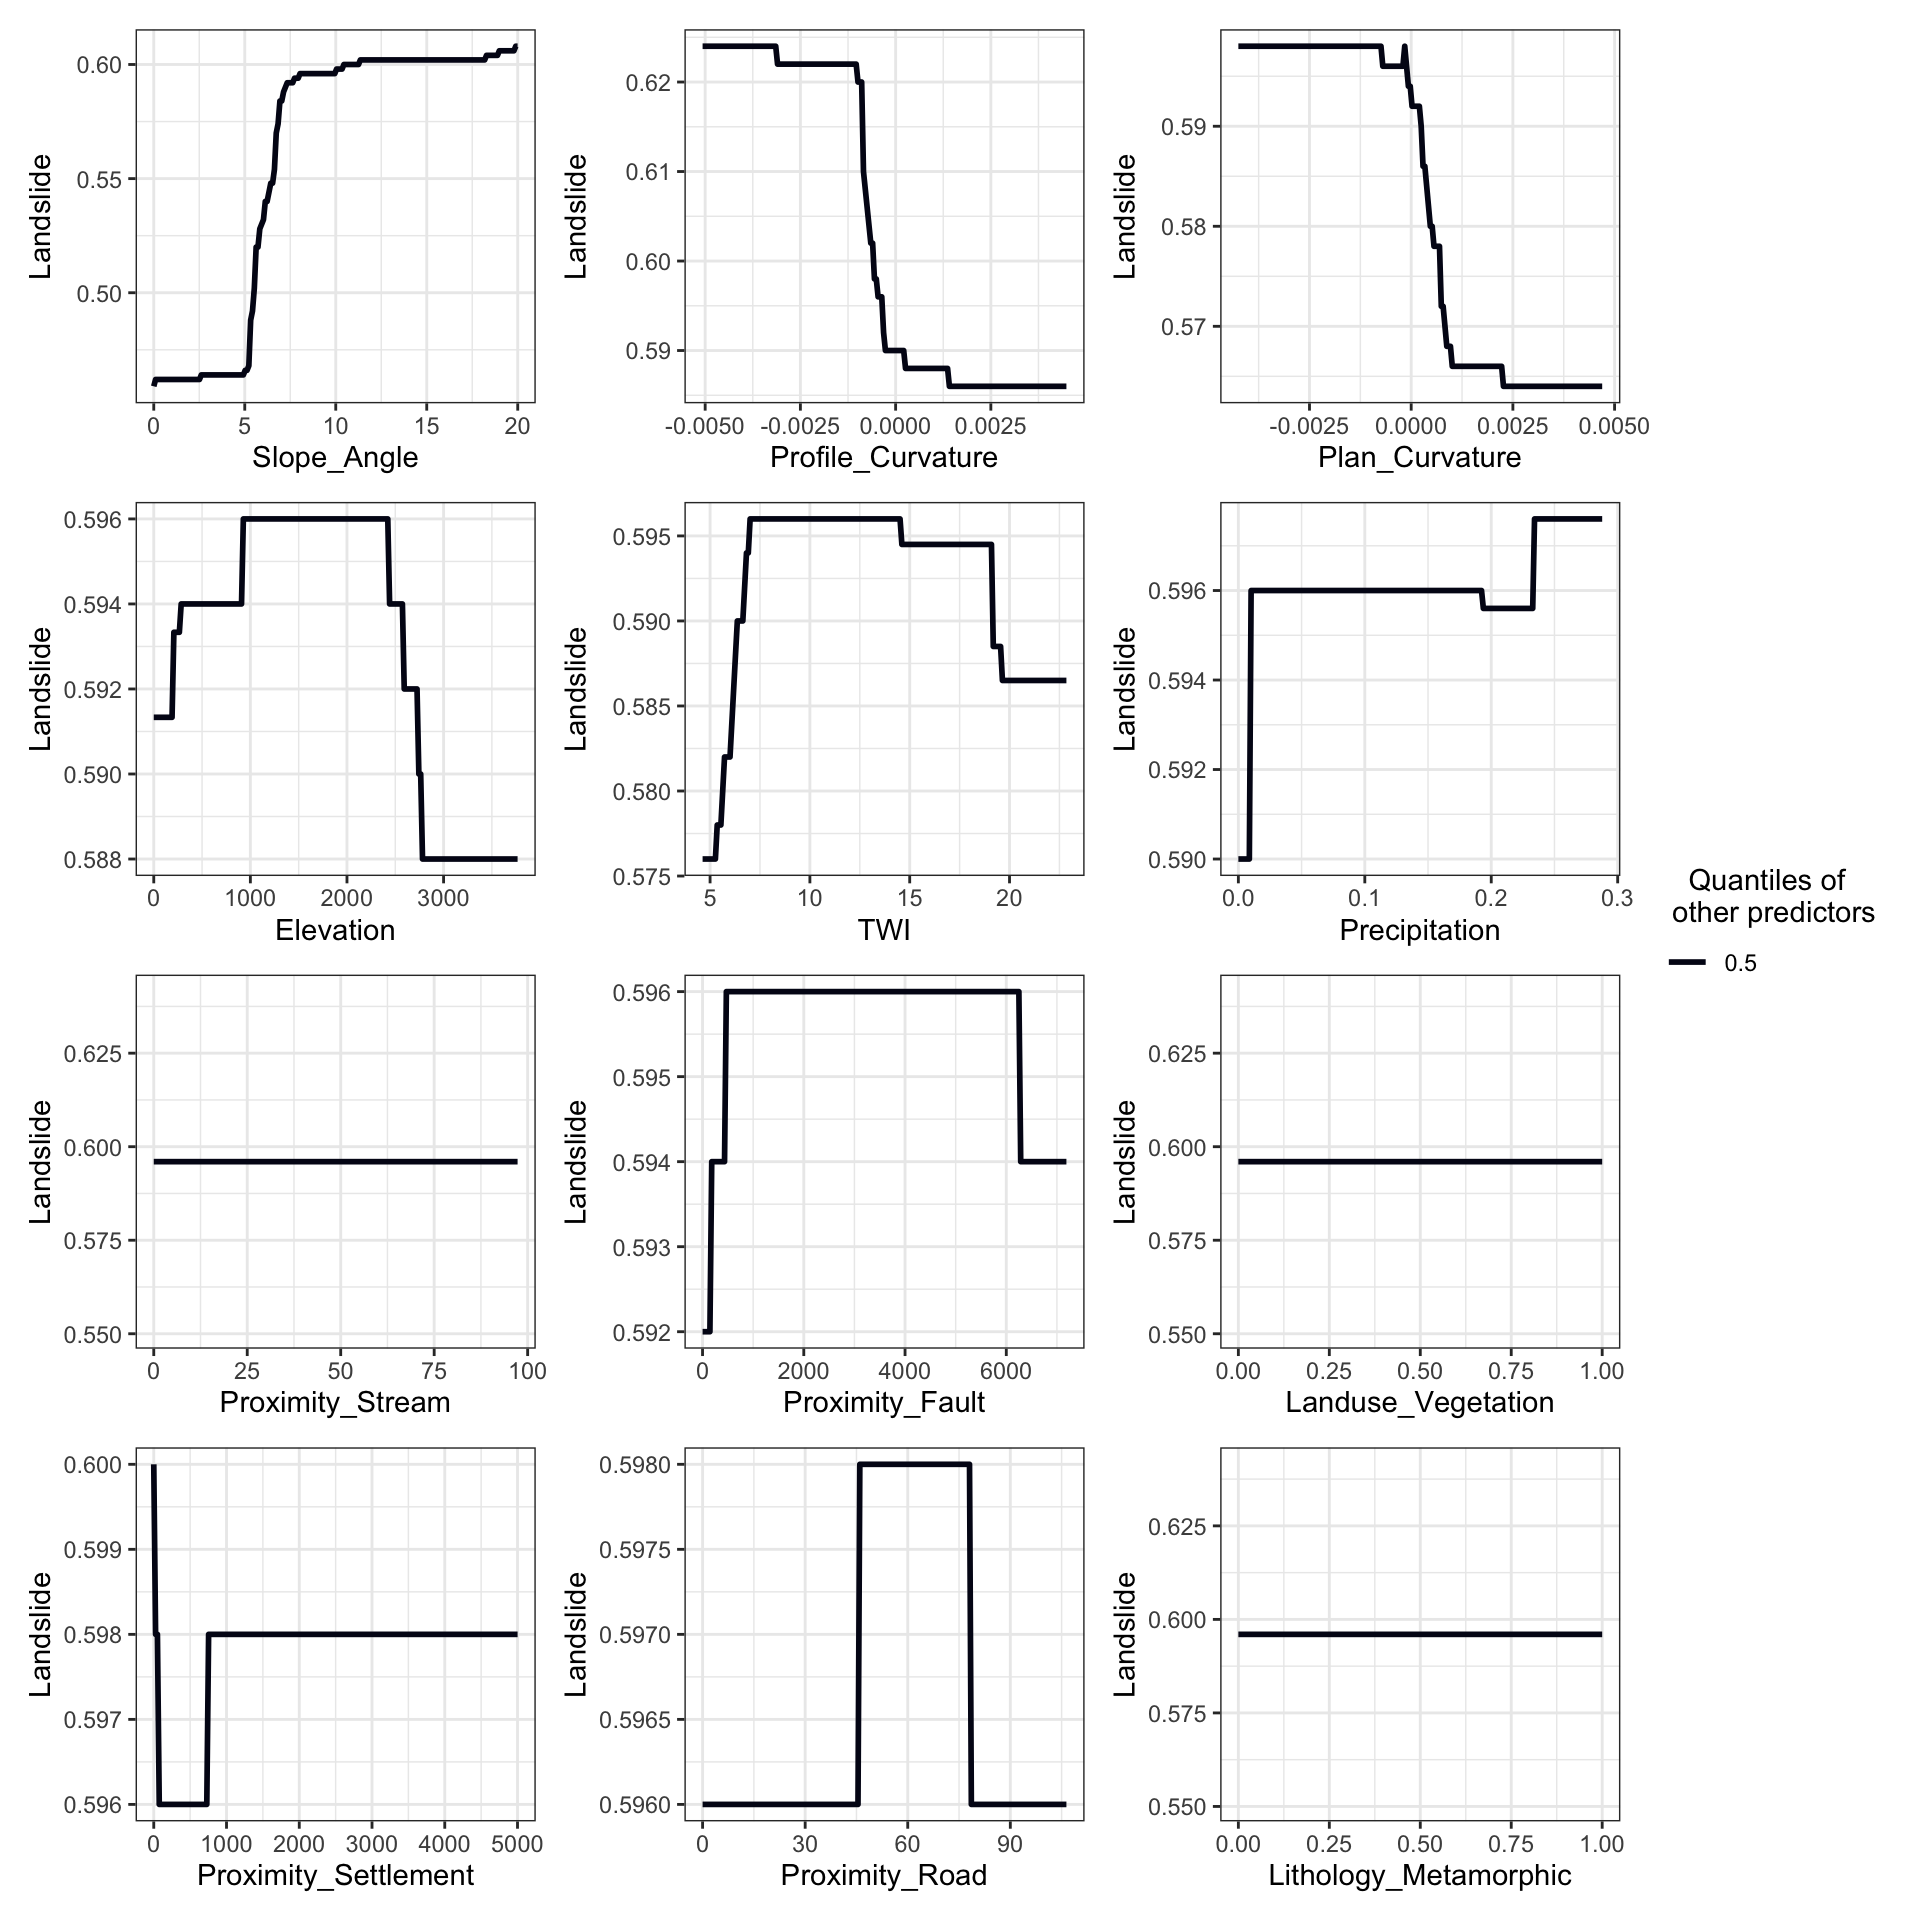 Landslide
0.60
0.55
0.50
0 5 10 15 20
Slope_Angle
Landslide
0.62
0.61
0.60
0.59
-0.0050 -0.0025 0.0000 0.0025
Profile_Curvature
Landslide
0.59
0.58
0.57
-0.0025 0.0000 0.0025 0.0050
Plan_Curvature
Landslide
0.596
0.594
0.592
0.590
0.588
0 1000 2000 3000
Elevation
Landslide
0.595
0.590
0.585
0.580
0.575
5 10 15 20
TWI
Landslide
0.596
0.594
0.592
0.590
0.0 0.1 0.2 0.3
Precipitation
Quantiles of
other predictors
0.5
Landslide
0.625
0.600
0.575
0.550
0 25 50 75 100
Proximity_Stream
Landslide
0.596
0.595
0.594
0.593
0.592
0 2000 4000 6000
Proximity_Fault
Landslide
0.625
0.600
0.575
0.550
0.00 0.25 0.50 0.75 1.00
Landuse_Vegetation
Landslide
0.600
0.599
0.598
0.597
0.596
0 1000 2000 3000 4000 5000
Proximity_Settlement
Landslide
0.5980
0.5975
0.5970
0.5965
0.5960
0 30 60 90
Proximity_Road
Landslide
0.625
0.600
0.575
0.550
0.00 0.25 0.50 0.75 1.00
Lithology_Metamorphic